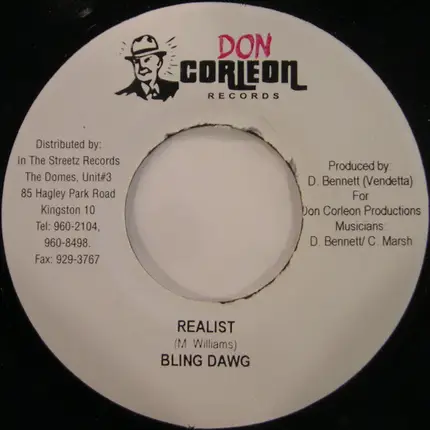 DON
CORLEON
RECORDS
Distributed by:
In The Streetz Records
The Domes, Unit#3
85 Hagley Park Road
Kingston 10
Tel: 960-2104,
960-8498.
Fax: 929-3767
Produced by:
D. Bennett (Vendetta)
For
Don Corleon Productions
Musicians:
D. Bennett/ C. Marsh
REALIST
(M. Williams)
BLING DAWG